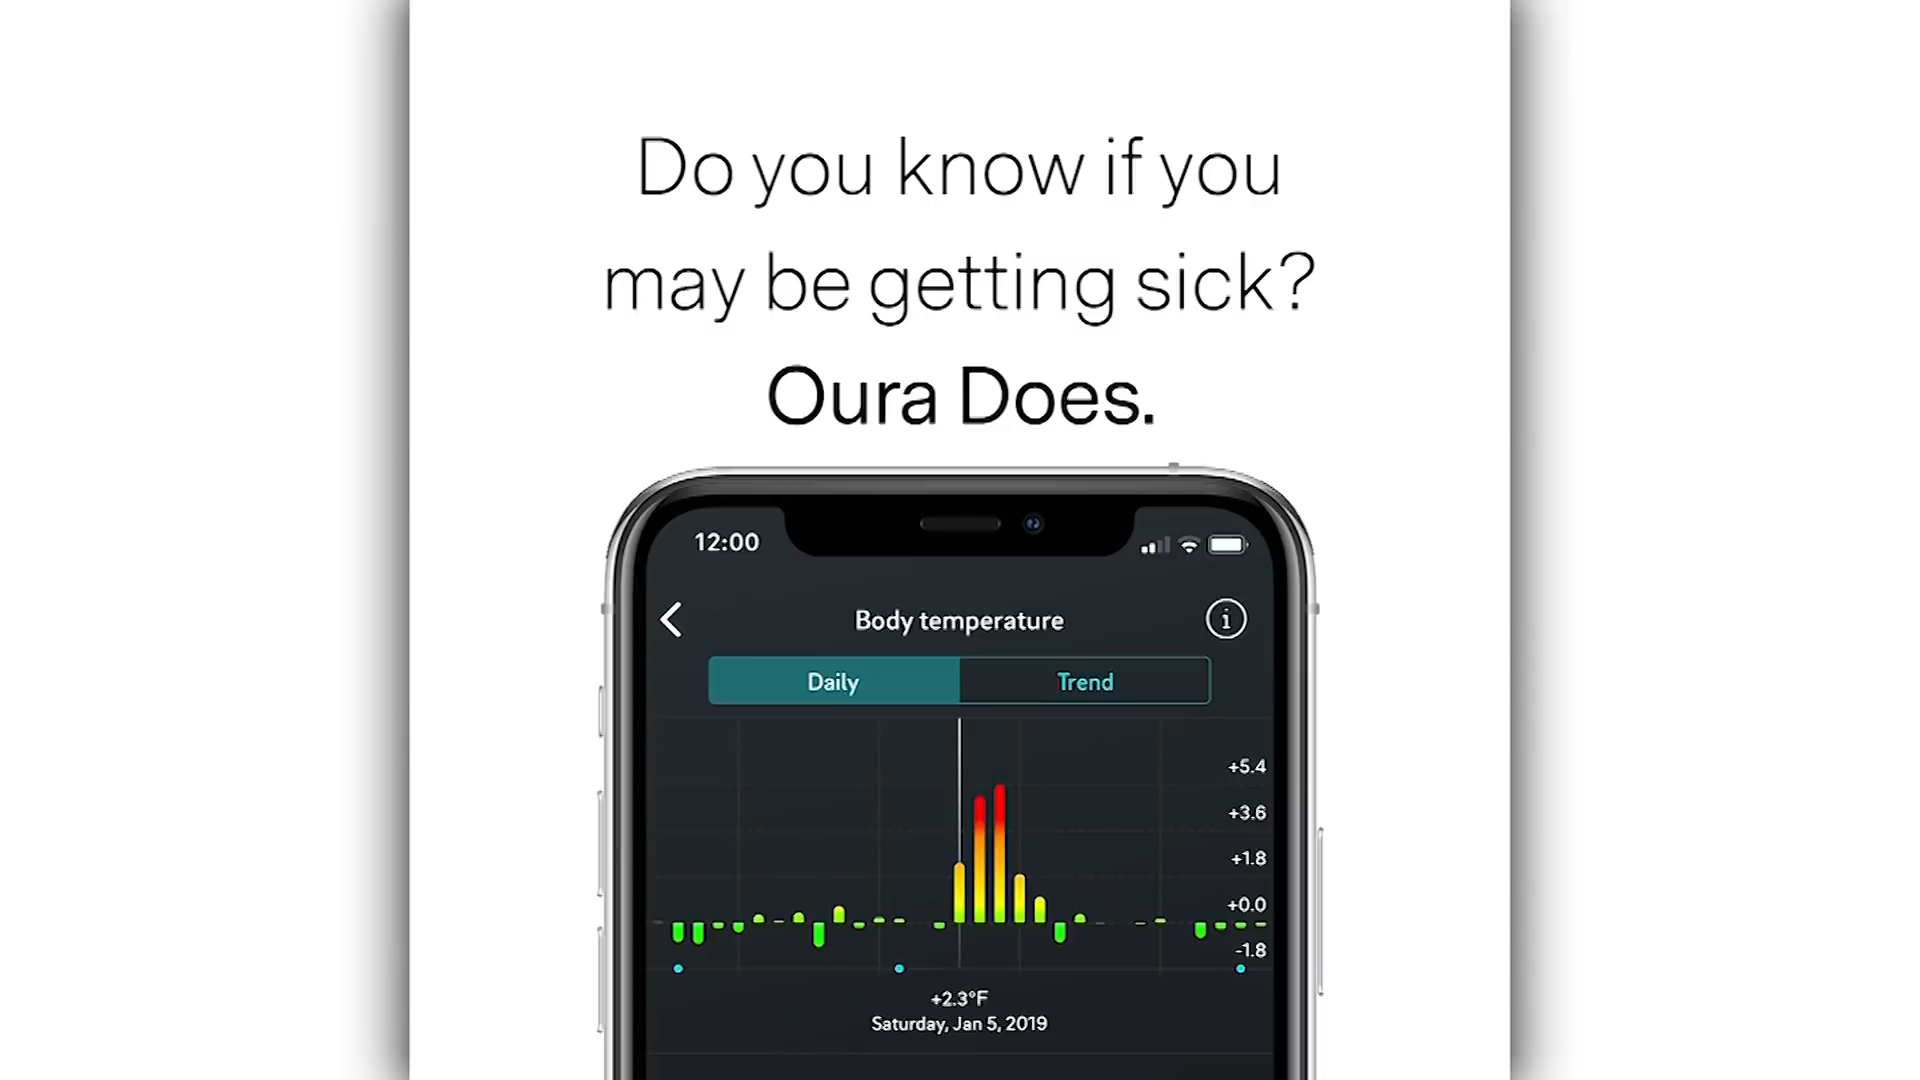 Do you know if you
may be getting sick?
Oura Does.
12:00
Body temperature
Daily
Trend
+5.4
+3.6
+1.8
+0.0
-1.8
+2.3°F
Saturday, Jan 5, 2019